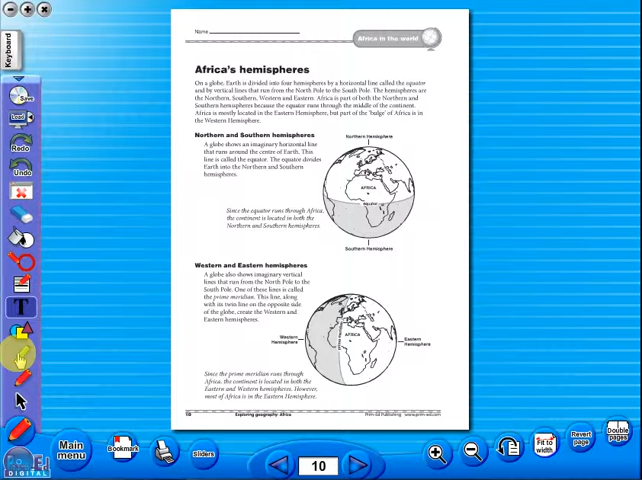 Keyboard
Save
Load
Redo
Undo
T
Name
Africa in the world
Africa's hemispheres
On a globe, Earth is divided into four hemispheres by a horizontal line called the equator
and by vertical lines that run from the North Pole to the South Pole. The hemispheres are
the Northern, Southern, Western and Eastern. Africa is part of both the Northern and
Southern hemispheres because the equator runs through the middle of the continent.
Africa is mostly located in the Eastern Hemisphere, but part of the 'bulge' of Africa is in
the Western Hemisphere.
Northern and Southern hemispheres
A globe shows an imaginary horizontal
line that runs around the centre of Earth. This
line is called the equator. The equator divides
Earth into the Northern and Southern
hemispheres.
Northern Hemisphere
AFRICA
Since the equator runs through Africa,
the continent is located in both the
Northern and Southern hemispheres
Southern Hemisphere
Western and Eastern hemispheres
A globe also shows imaginary vertical
lines that run from the North Pole to the
South Pole. One of these lines is called
the prime meridian. This line, along
with its twin line on the opposite side
of the globe, create the Western and
Eastern hemispheres.
Western
Hemisphere
AFRICA
Eastern
Hemisphere
Since the prime meridian runs through
Africa, the continent is located in both the
Eastern and Western hemispheres. However,
most of Africa is in the Eastern Hemisphere.
10
Exploring geography: Africa
Prim-Ed Publishing www.prim-ed.com
Prim-Ed
DIGITAL
Main
menu
Bookmark
Sliders
10
Fit to
width
Revert
page
Double
pages